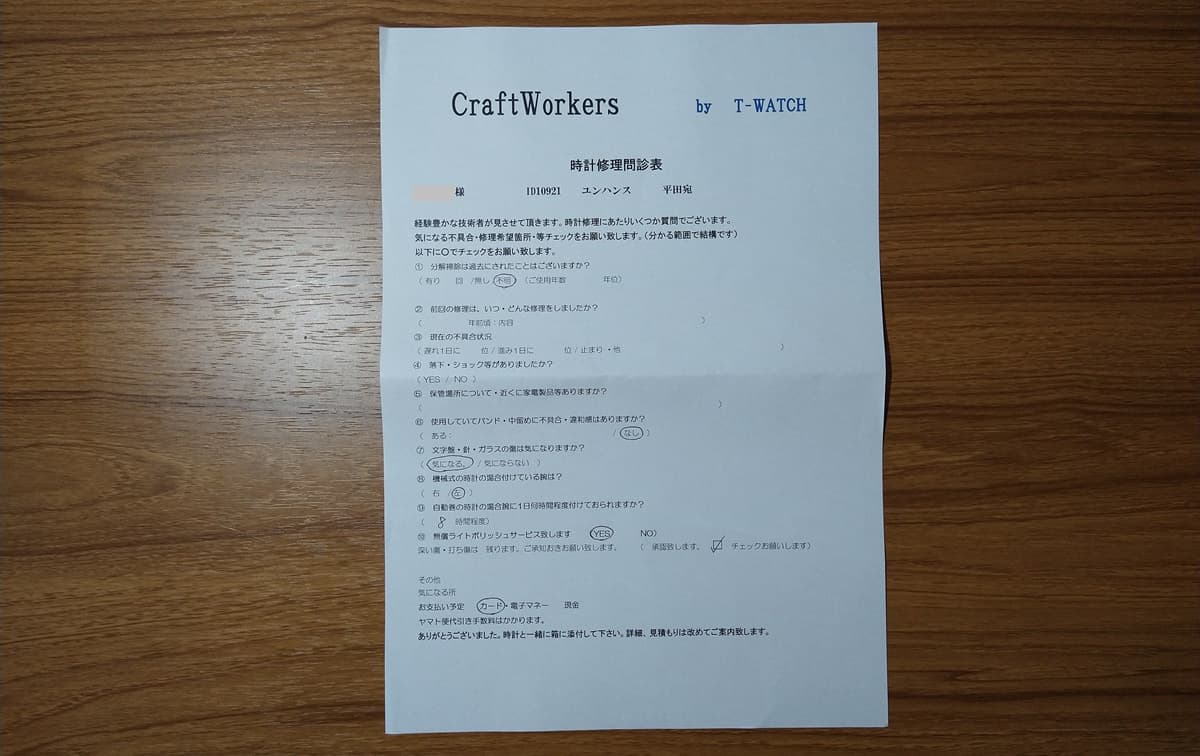 CraftWorkers by T-WATCH
時計修理問診表
様 ID10921 ユンハンス 平田宛
経験豊かな技術者が見させて頂きます。時計修理にあたりいくつか質問でございます。
気になる不具合・修理希望箇所・等チェックをお願い致します。(分かる範囲で結構です)
以下に〇でチェックをお願い致します。
① 分解掃除は過去にされたことはございますか?
(有り 回 /無し 不明 (ご使用年数 年位)
② 前回の修理は、いつ・どんな修理をしましたか?
( 年前頃:内容 )
③ 現在の不具合状況
(遅れ1日に 位/進み1日に 位/止まり・他 )
④ 落下・ショック等がありましたか?
(YES / NO )
⑤ 保管場所について・近くに家電製品等ありますか?
( )
⑥ 使用していてバンド・中留めに不具合・違和感はありますか?
( ある: /なし )
⑦ 文字盤・針・ガラスの傷は気になりますか?
( 気になる。 /気にならない )
⑧ 機械式の時計の場合付けている腕は?
( 右 /左 )
⑨ 自動巻の時計の場合腕に1日何時間程度付けておられますか?
( 8 時間程度)
⑩ 無償ライトポリッシュサービス致します (YES NO)
深い傷・打ち傷は 残ります。ご承知おきお願い致します。 ( 承認致します。 チェックお願いします)
その他
気になる所
お支払い予定 カード・電子マネー 現金
ヤマト便代引き手数料はかかります。
ありがとうございました。時計と一緒に箱に添付して下さい。詳細、見積もりは改めてご案内致します。